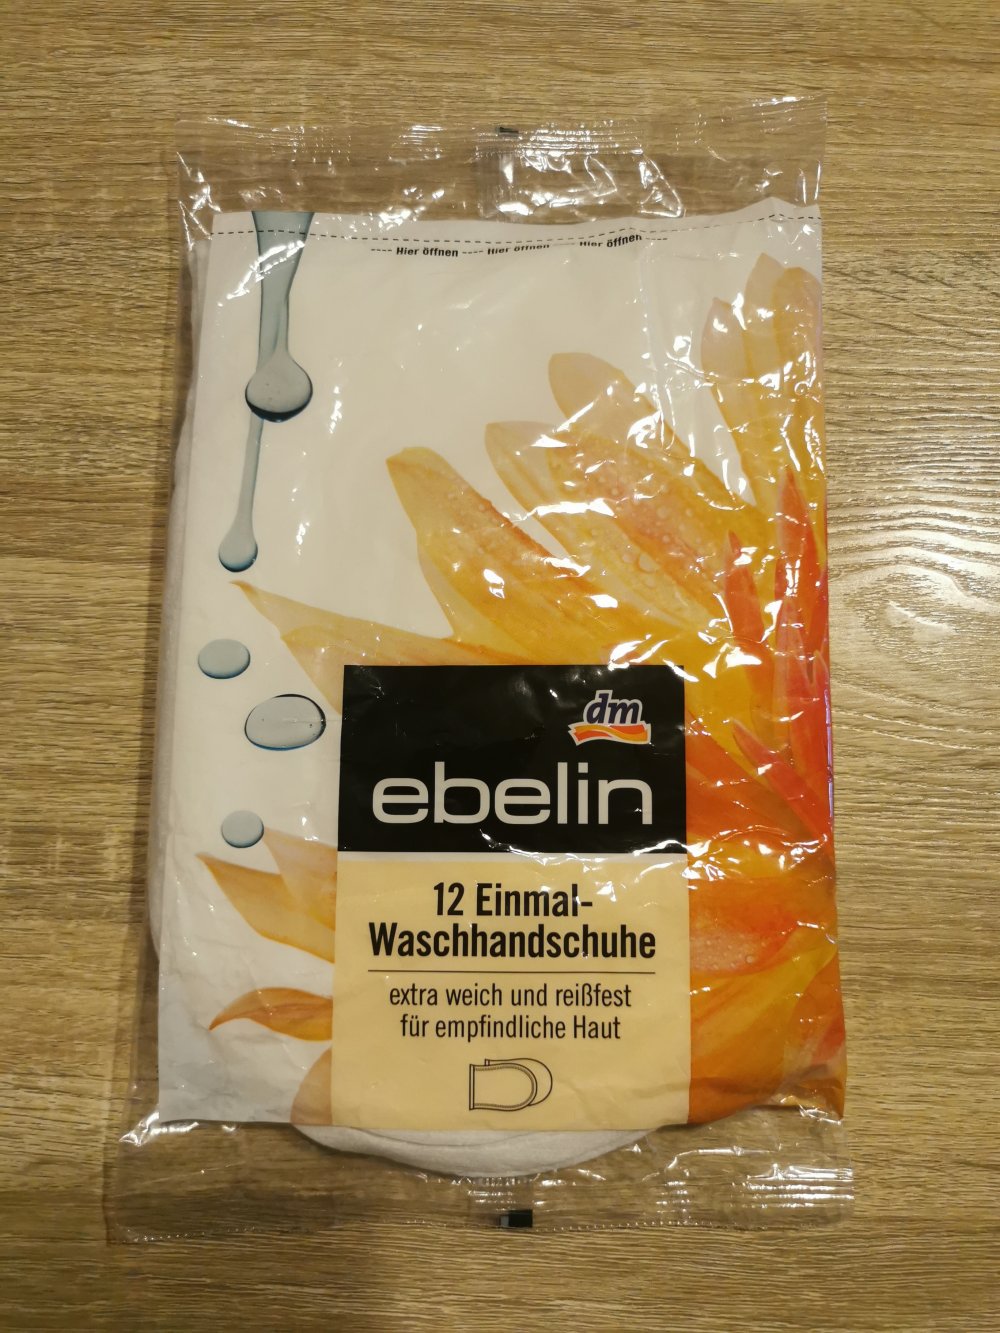 ---- Hier öffnen ---- Hier öffnen ---- Hier öffnen ----
dm
ebelin
12 Einmal-
Waschhandschuhe
extra weich und reißfest
für empfindliche Haut